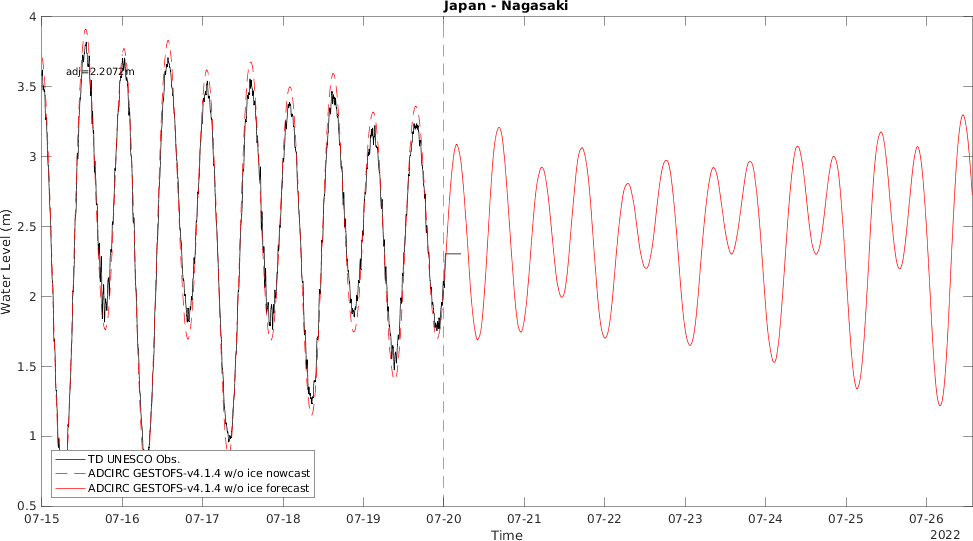 Japan - Nagasaki
4
3.5
3
2.5
2
1.5
1
0.5
Water Level (m)
adj=2.2072m
TD UNESCO Obs.
ADCIRC GESTOFS-v4.1.4 w/o ice nowcast
ADCIRC GESTOFS-v4.1.4 w/o ice forecast
07-15 07-16 07-17 07-18 07-19 07-20 07-21 07-22 07-23 07-24 07-25 07-26
Time
2022